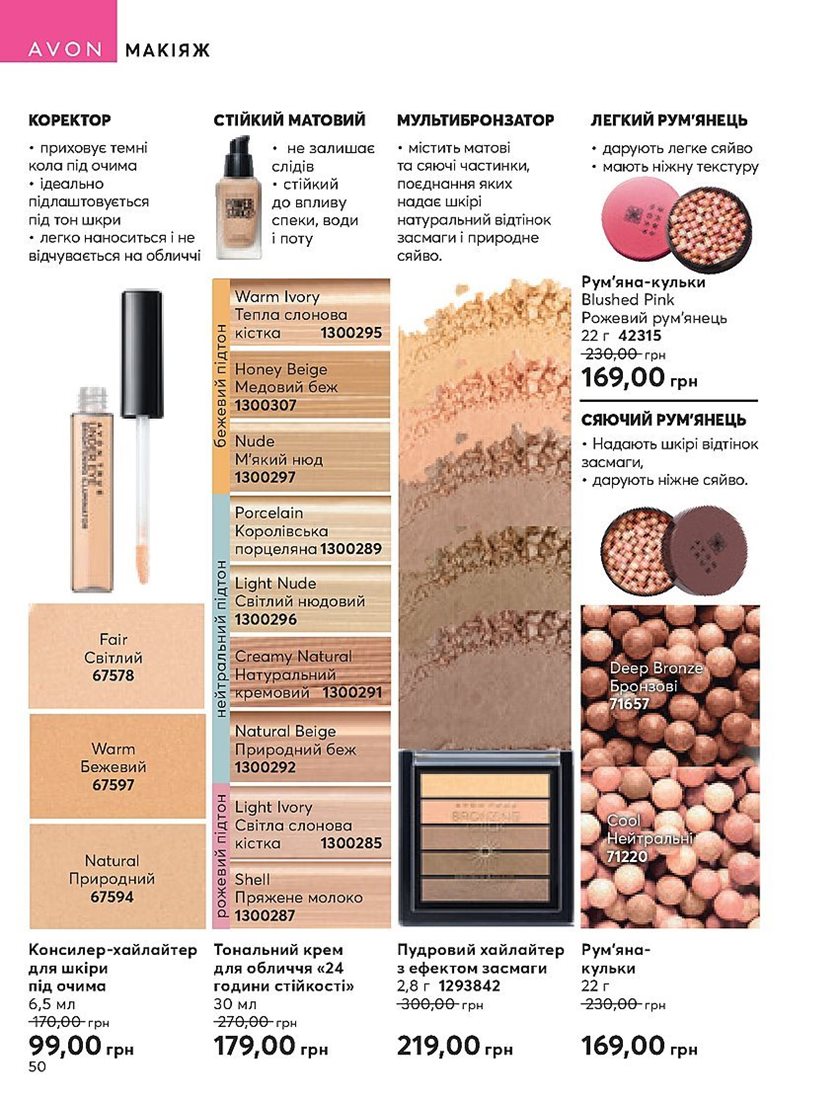 AVON МАКІЯЖ
КОРЕКТОР
• приховує темні
кола під очима
• ідеально
підлаштовується
під тон шкри
• легко наноситься і не
відчувається на обличчі
UNDER EYE
Fair
Світлий
67578
Warm
Бежевий
67597
Natural
Природний
67594
Консилер-хайлайтер
для шкіри
під очима
6,5 мл
170,00 грн
99,00 грн
СТІЙКИЙ МАТОВИЙ
• не залишає
слідів
• стійкий
до впливу
спеки, води
і поту
POWER
бежевий підтон
Warm Ivory
Тепла слонова
кістка 1300295
Honey Beige
Медовий беж
1300307
Nude
М'який нюд
1300297
нейтральний підтон
Porcelain
Королівська
порцеляна 1300289
Light Nude
Світлий нюдовий
1300296
Creamy Natural
Натуральний
кремовий 1300291
Natural Beige
Природний беж
1300292
рожевий підтон
Light Ivory
Світла слонова
кістка 1300285
Shell
Пряжене молоко
1300287
Тональний крем
для обличчя «24
години стійкості»
30 мл
270,00 грн
179,00 грн
МУЛЬТИБРОНЗАТОР
• містить матові
та сяючі частинки,
поєднання яких
надає шкірі
натуральний відтінок
засмаги і природне
сяйво.
BRONZING
Пудровий хайлайтер
з ефектом засмаги
2,8 г 1293842
300,00 грн
219,00 грн
ЛЕГКИЙ РУМ'ЯНЕЦЬ
• дарують легке сяйво
• мають ніжну текстуру
Рум'яна-кульки
Blushed Pink
Рожевий рум'янець
22 г 42315
230,00 грн
169,00 грн
СЯЮЧИЙ РУМ'ЯНЕЦЬ
• Надають шкірі відтінок
засмаги,
• дарують ніжне сяйво.
Deep Bronze
Бронзові
71657
Cool
Нейтральні
71220
Рум'яна-
кульки
22 г
230,00 грн
169,00 грн
50